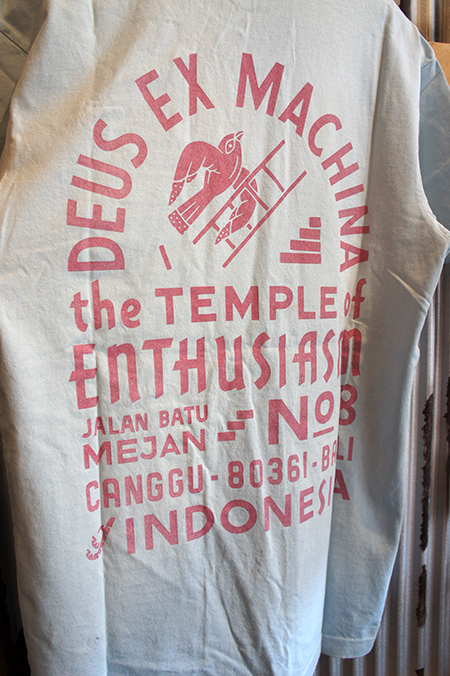 DEUS EX MACHINA
the TEMPLE of
ENTHUSIASM
JALAN BATU
MEJAN No8
CANGGU-80361-BALI
INDONESIA